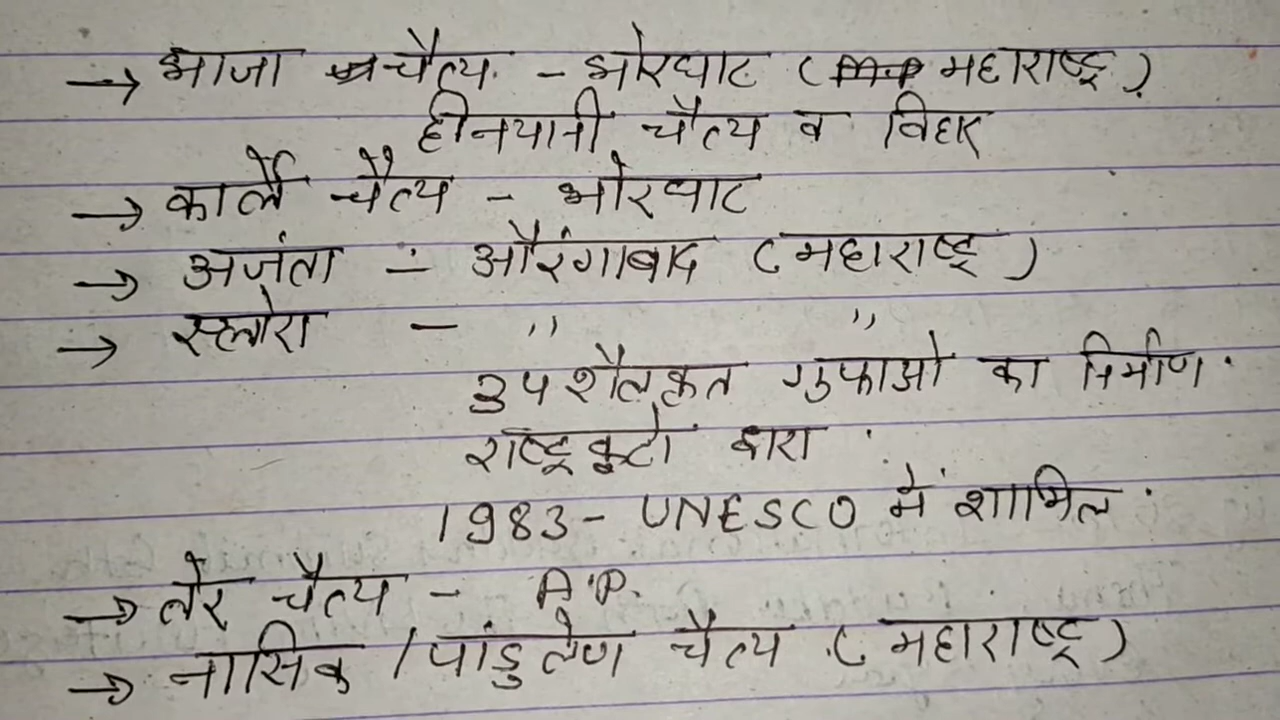 → भाजा चैत्य - भोरघाट ( महाराष्ट्र )
हीनयानी चैत्य व विहार
→ कार्ले चैत्य - भोरघाट
→ अजंता - औरंगाबाद ( महाराष्ट्र )
→ एलोरा - " "
34 शैलकृत गुफाओ का निर्माण
राष्ट्रकुटो द्वारा
1983 - UNESCO में शामिल
→ तेर चैत्य - A.P.
→ नासिक / पांडुलेण चैत्य ( महाराष्ट्र )